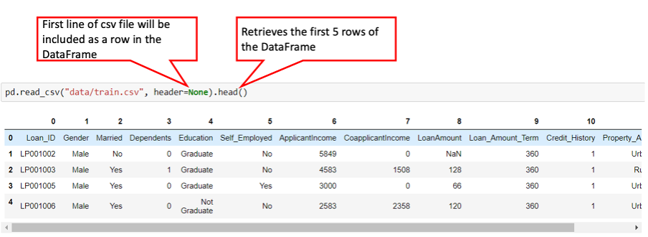 First line of csv file will be
included as a row in the
DataFrame
Retrieves the first 5 rows of
the DataFrame
pd.read_csv("data/train.csv", header=None).head()
0 1 2 3 4 5 6 7 8 9 10
0 Loan_ID Gender Married Dependents Education Self_Employed ApplicantIncome CoapplicantIncome LoanAmount Loan_Amount_Term Credit_History Property_A
1 LP001002 Male No 0 Graduate No 5849 0 NaN 360 1 Urt
2 LP001003 Male Yes 1 Graduate No 4583 1508 128 360 1 Ru
3 LP001005 Male Yes 0 Graduate Yes 3000 0 66 360 1 Urt
4 LP001006 Male Yes 0 Not Graduate No 2583 2358 120 360 1 Urt